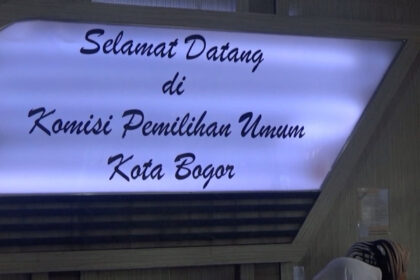 Selamat Datang
di
Komisi Pemilihan Umum
Kota Bogor